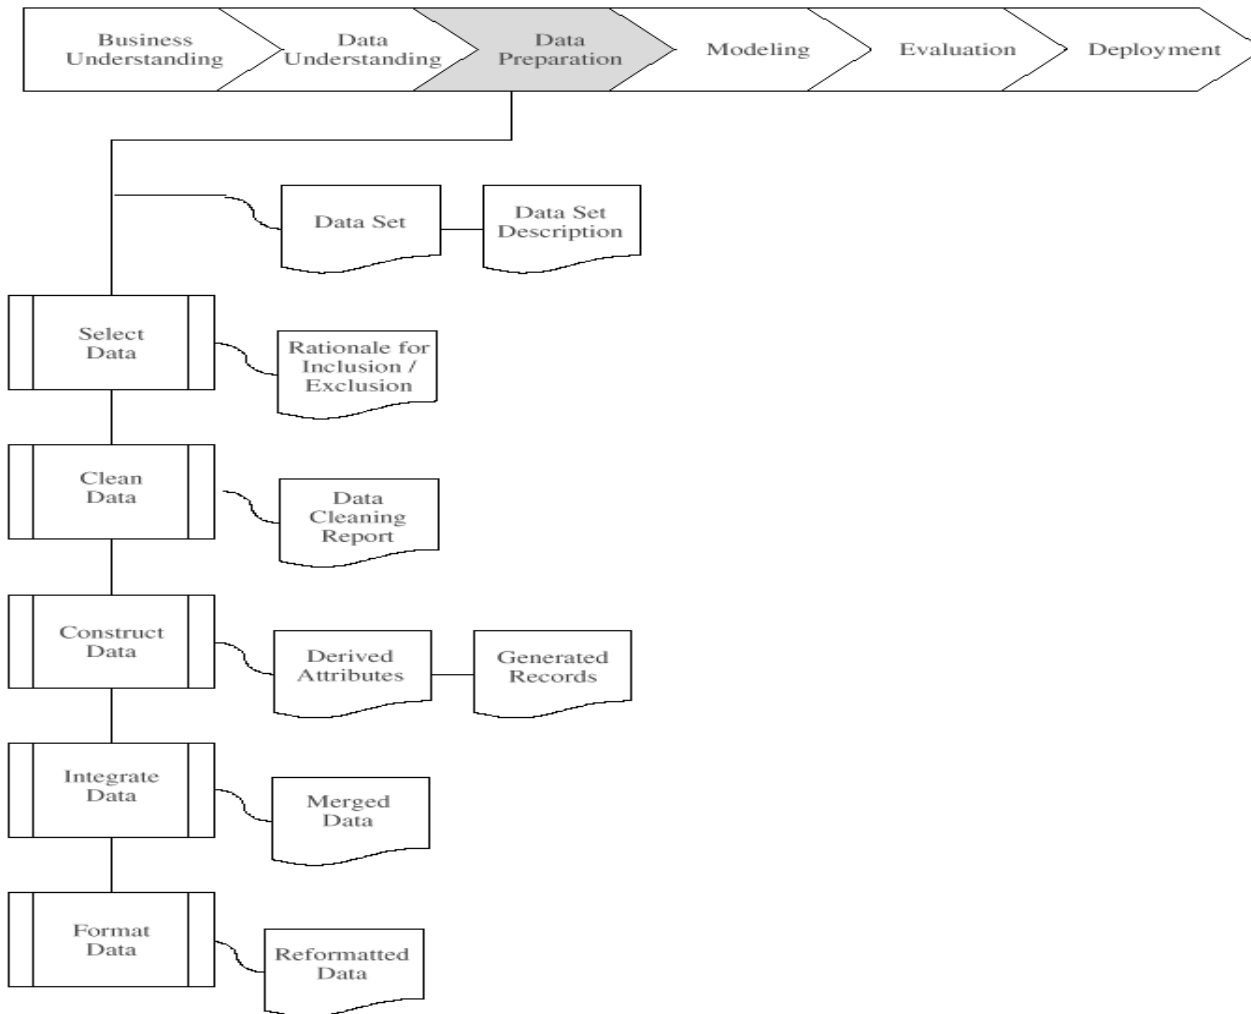 Business
Understanding
Data
Understanding
Data
Preparation
Modeling
Evaluation
Deployment
Data Set
Data Set
Description
Select
Data
Rationale for
Inclusion /
Exclusion
Clean
Data
Data
Cleaning
Report
Construct
Data
Derived
Attributes
Generated
Records
Integrate
Data
Merged
Data
Format
Data
Reformatted
Data